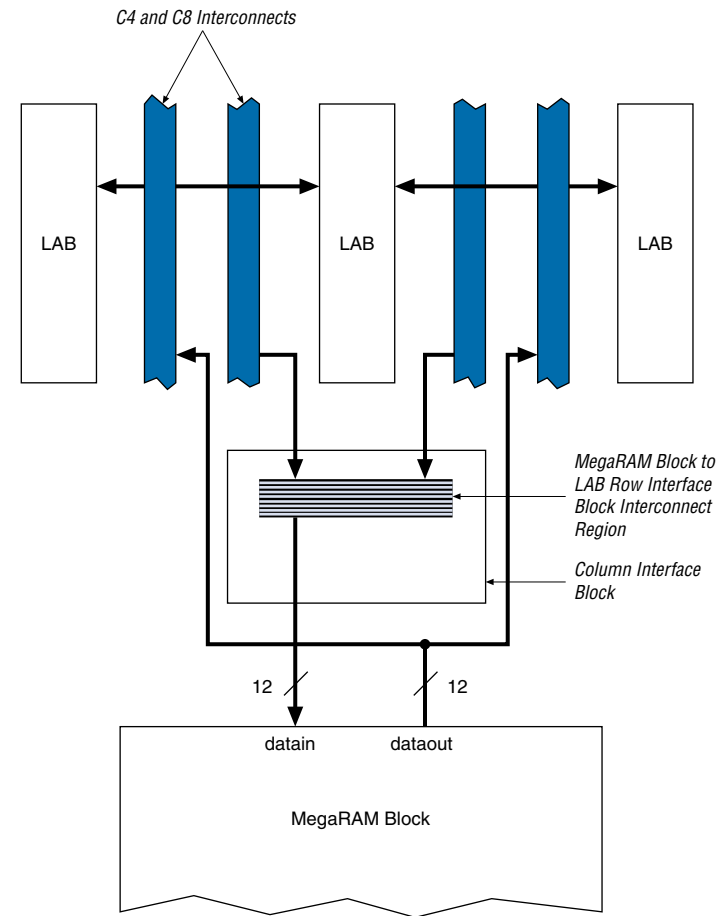 C4 and C8 Interconnects
LAB
LAB
LAB
MegaRAM Block to
LAB Row Interface
Block Interconnect
Region
Column Interface
Block
12
12
datain
dataout
MegaRAM Block